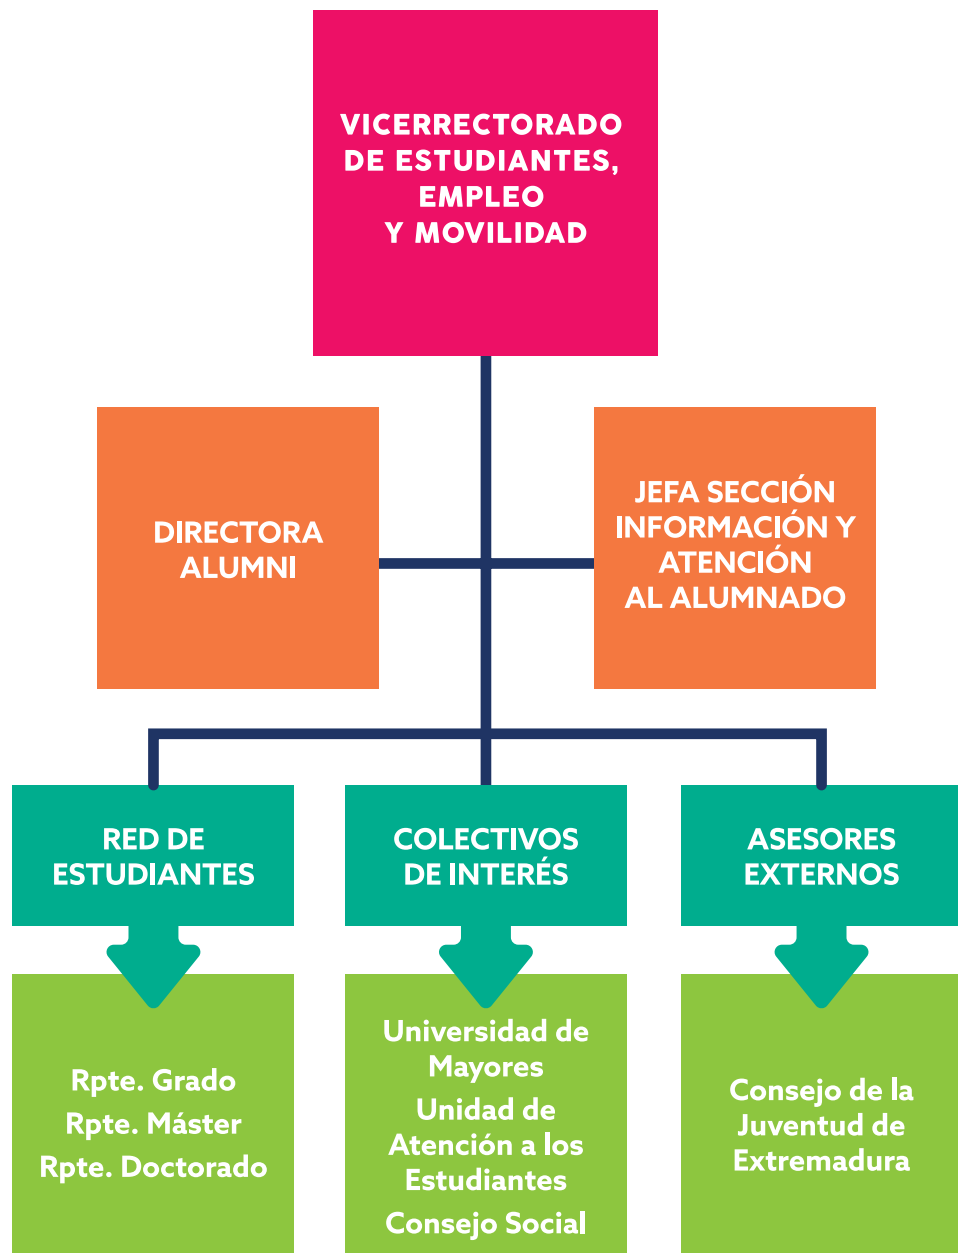 VICERRECTORADO
DE ESTUDIANTES,
EMPLEO
Y MOVILIDAD
DIRECTORA
ALUMNI
JEFA SECCIÓN
INFORMACIÓN Y
ATENCIÓN
AL ALUMNADO
RED DE
ESTUDIANTES
COLECTIVOS
DE INTERÉS
ASESORES
EXTERNOS
Rpte. Grado
Rpte. Máster
Rpte. Doctorado
Universidad de
Mayores
Unidad de
Atención a los
Estudiantes
Consejo Social
Consejo de la
Juventud de
Extremadura